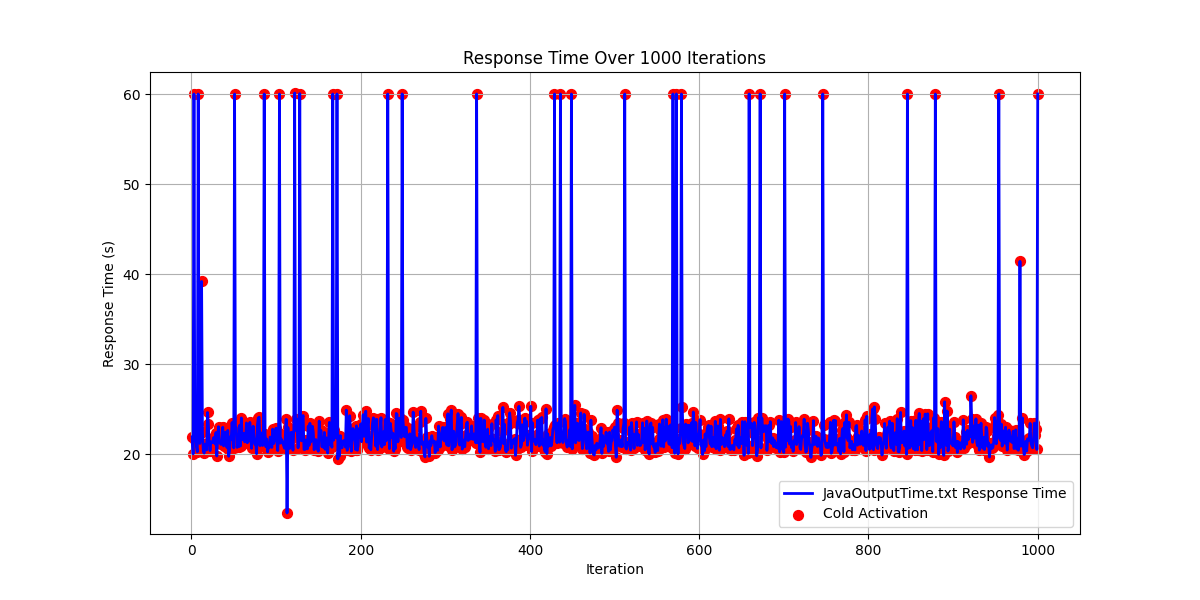 Response Time Over 1000 Iterations
60
50
40
30
20
Response Time (s)
JavaOutputTime.txt Response Time
Cold Activation
0 200 400 600 800 1000
Iteration